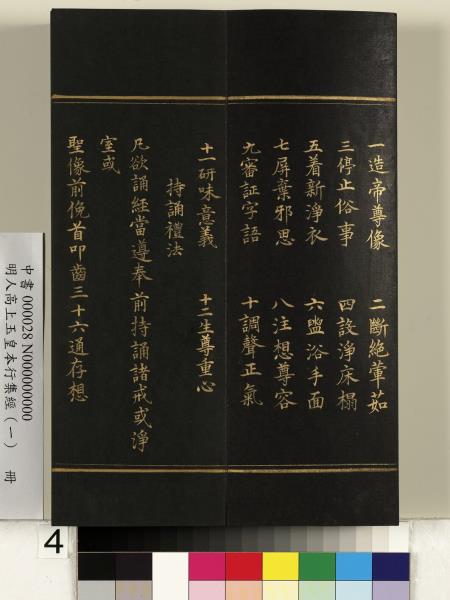 一造帝尊像 二斷絶葷茹
三停止俗事 四設淨床榻
五着新淨衣 六盥浴手面
七屏棄邪思 八注想尊容
九審証字語 十調聲正氣
十一研味音義 十二生尊重心
持誦禮法
凡欲誦經當遵奉前持誦諸戒或淨
室或
聖像前俛首叩齒三十六通存想
中書 000028 N000000000
明人高上玉皇本行集經（一） 冊
4